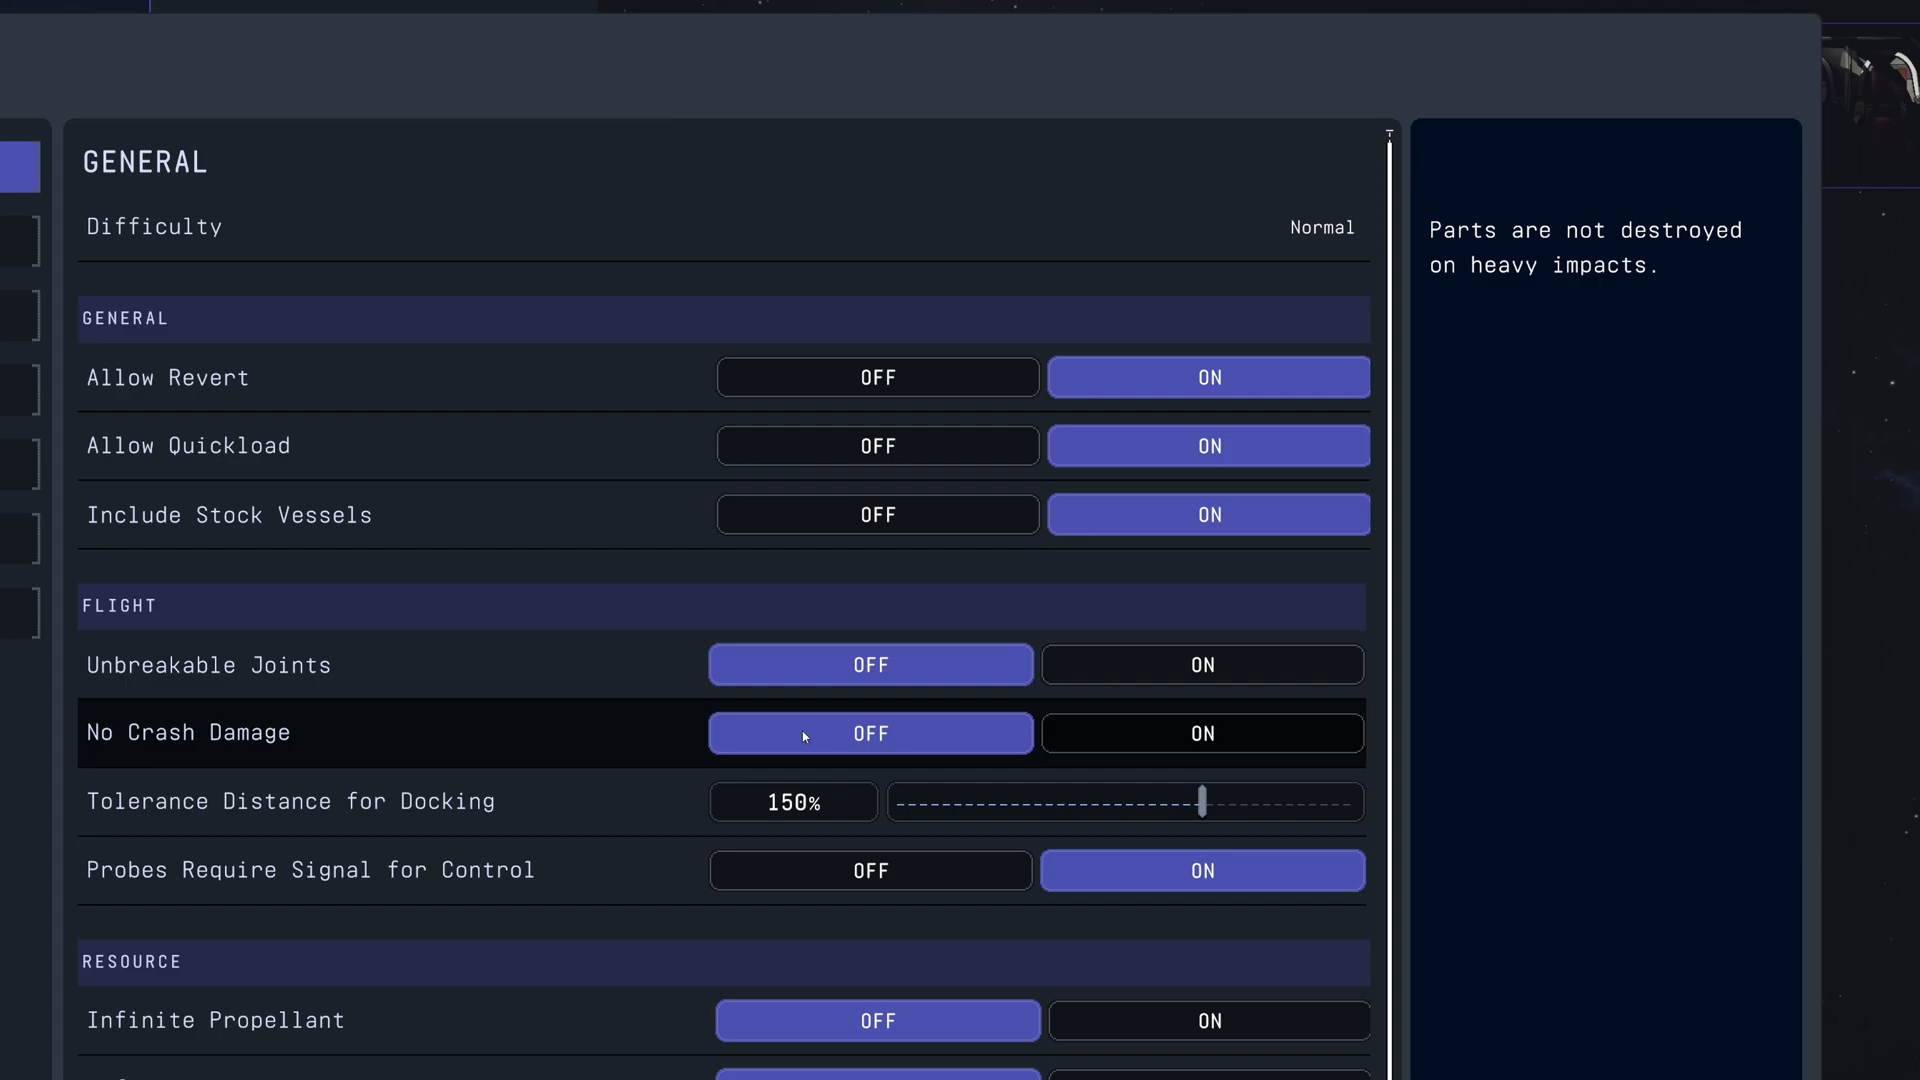 GENERAL
Difficulty Normal
Parts are not destroyed
on heavy impacts.
GENERAL
Allow Revert OFF ON
Allow Quickload OFF ON
Include Stock Vessels OFF ON
FLIGHT
Unbreakable Joints OFF ON
No Crash Damage OFF ON
Tolerance Distance for Docking 150%
Probes Require Signal for Control OFF ON
RESOURCE
Infinite Propellant OFF ON